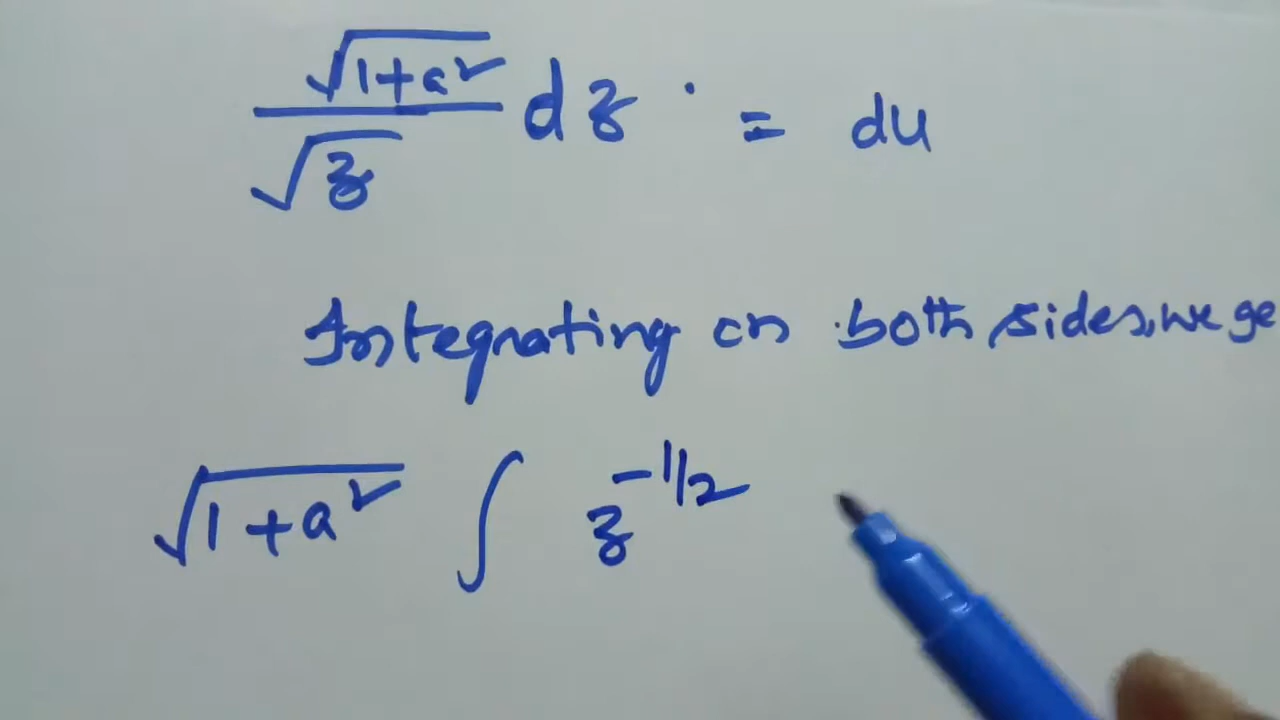 √(1+a²)/√z dz = du
Integrating on both sides, we ge
√(1+a²) ∫ z^(-1/2)